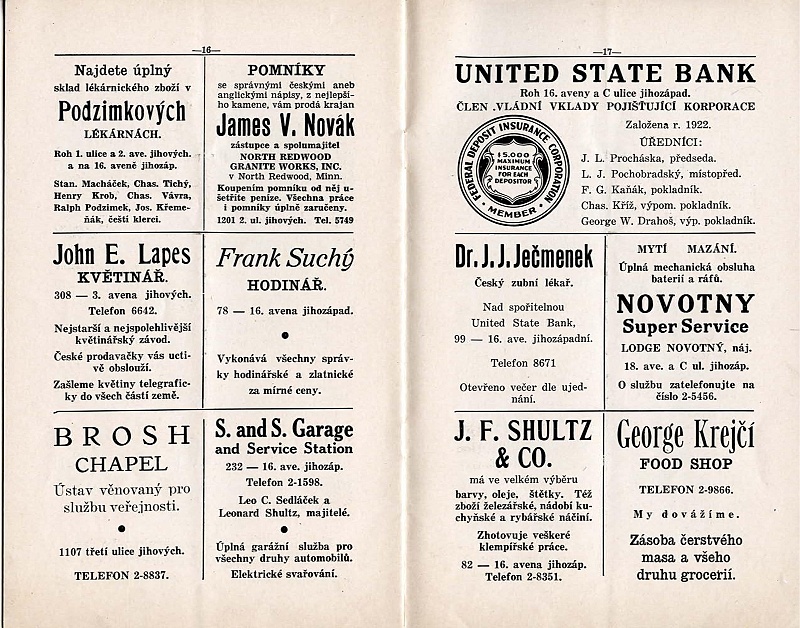 —16—
Najdete úplný
sklad lékárnického zboží v
Podzimkových
LÉKÁRNÁCH.
Roh 1. ulice a 2. ave. jihových.
a na 16. aveně jihozáp.
Stan. Macháček, Chas. Tichý,
Henry Krob, Chas. Vávra,
Ralph Podzimek, Jos. Křeme-
ňák, čeští klerci.
POMNÍKY
se správnými českými aneb
anglickými nápisy, z nejlepší-
ho kamene, vám prodá krajan
James V. Novák
zástupce a spolumajitel
NORTH REDWOOD
GRANITE WORKS, INC.
v North Redwood, Minn.
Koupením pomníku od něj u-
šetříte peníze. Všechna práce
i pomníky úplně zaručeny.
1201 2. ul. jihových. Tel. 5749
John E. Lapes
KVĚTINÁŘ.
308 — 3. avena jihových.
Telefon 6642.
Nejstarší a nejspolehlivější
květinářský závod.
České prodavačky vás ucti-
vě obslouží.
Zašleme květiny telegrafic-
ky do všech částí země.
Frank Suchý
HODINÁŘ.
78 — 16. avena jihozápad.
Vykonává všechny správ-
ky hodinářské a zlatnické
za mírné ceny.
BROSH
CHAPEL
Ústav věnovaný pro
službu veřejnosti.
1107 třetí ulice jihových.
TELEFON 2-8837.
S. and S. Garage
and Service Station
232 — 16. ave. jihozáp.
Telefon 2-1598.
Leo C. Sedláček a
Leonard Shultz, majitelé.
Úplná garážní služba pro
všechny druhy automobilů.
Elektrické svařování.
—17—
UNITED STATE BANK
Roh 16. aveny a C ulice jihozápad.
ČLEN .VLÁDNÍ VKLADY POJIŠŤUJÍCÍ KORPORACE
FEDERAL DEPOSIT INSURANCE CORPORATION
$5,000
MAXIMUM
INSURANCE
FOR EACH
DEPOSITOR
• MEMBER •
Založena r. 1922.
ÚŘEDNÍCI:
J. L. Procháska, předseda.
L. J. Pochobradský, místopřed.
F. G. Kaňák, pokladník.
Chas. Kříž, výpom. pokladník.
George W. Drahoš, výp. pokladník.
Dr. J. J. Ječmenek
Český zubní lékař.
Nad spořitelnou
United State Bank,
99 — 16. ave. jihozápadní.
Telefon 8671
Otevřeno večer dle ujed-
nání.
MYTÍ MAZÁNÍ.
Úplná mechanická obsluha
baterií a ráfů.
NOVOTNY
Super Service
LODGE NOVOTNÝ, náj.
18. ave. a C ul. jihozáp.
O službu zatelefonujte na
číslo 2-5456.
J. F. SHULTZ
& CO.
má ve velkém výběru
barvy, oleje. štětky. Též
zboží železářské, nádobí ku-
chyňské a rybářské náčiní.
Zhotovuje veškeré
klempířské práce.
82 — 16. avena jihozáp.
Telefon 2-8351.
George Krejčí
FOOD SHOP
TELEFON 2-9866.
My dovážíme.
Zásoba čerstvého
masa a všeho
druhu grocerií.